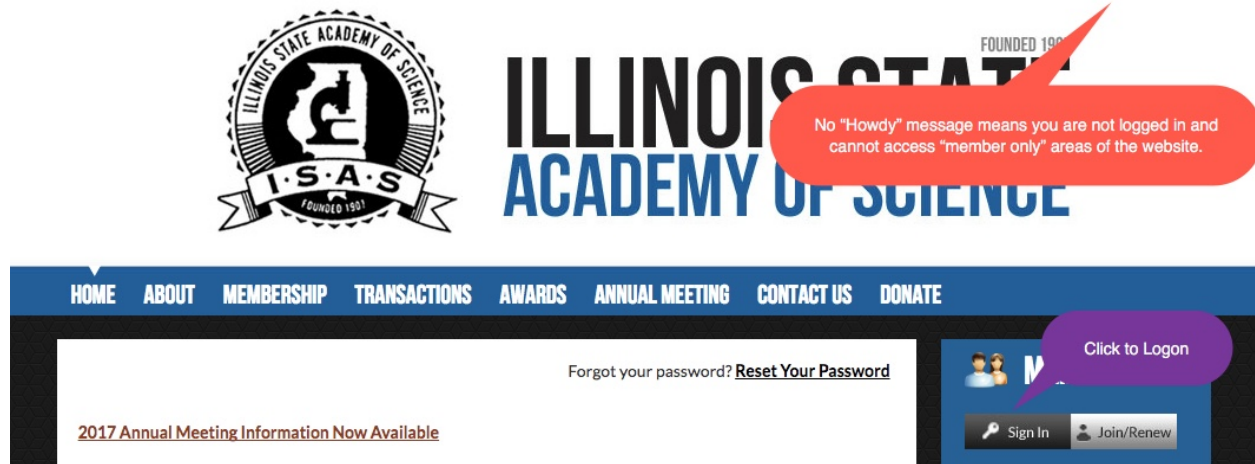 ILLINOIS STATE ACADEMY OF SCIENCE
I·S·A·S
FOUNDED 1907
FOUNDED 190
ILLINOIS STATE
ACADEMY OF SCIENCE
No “Howdy” message means you are not logged in and
cannot access “member only” areas of the website.
HOME ABOUT MEMBERSHIP TRANSACTIONS AWARDS ANNUAL MEETING CONTACT US DONATE
Forgot your password? Reset Your Password
2017 Annual Meeting Information Now Available
Click to Logon
Sign In Join/Renew